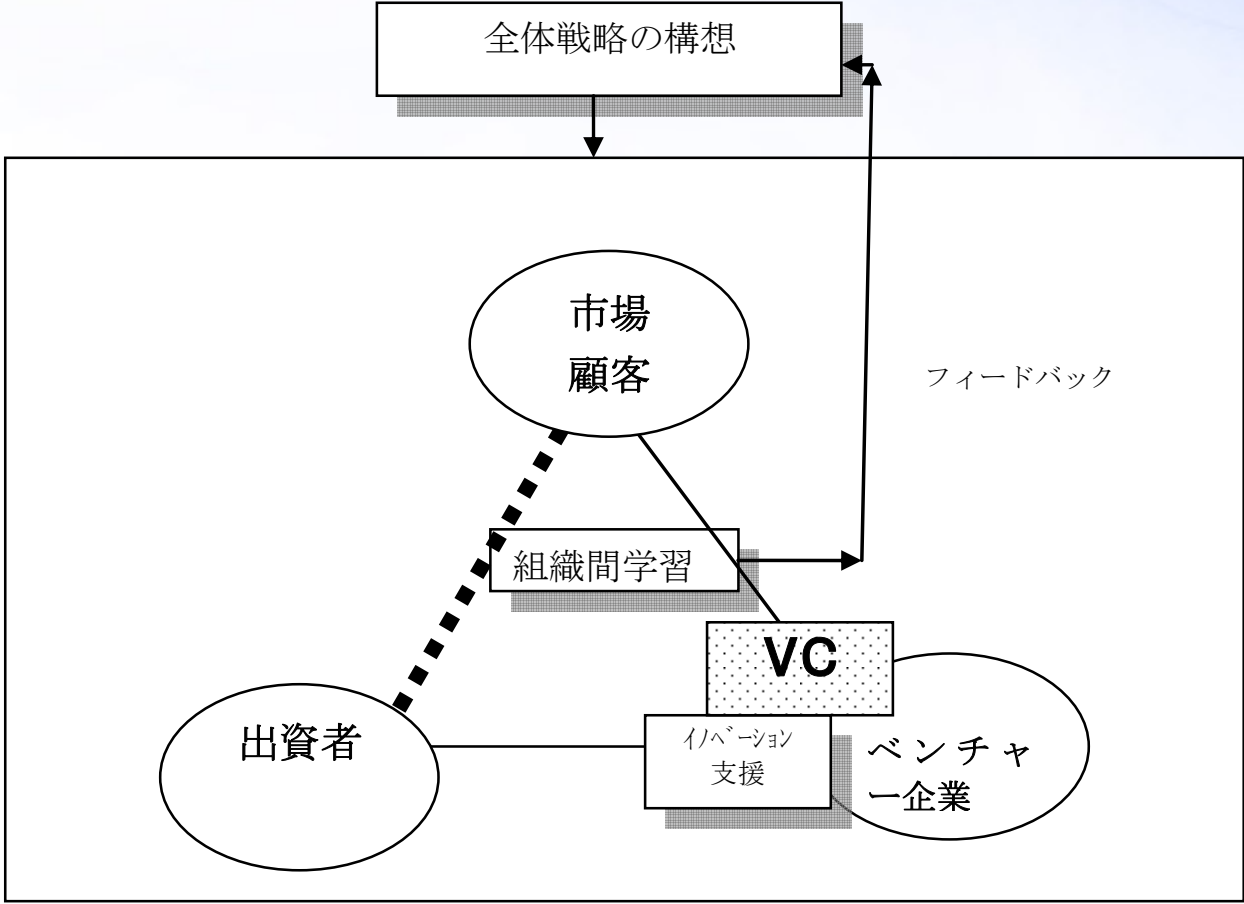 全体戦略の構想
市場
顧客
フィードバック
組織間学習
VC
出資者
ｲﾉﾍﾞｰｼｮﾝ
支援
ベンチャ
ー企業